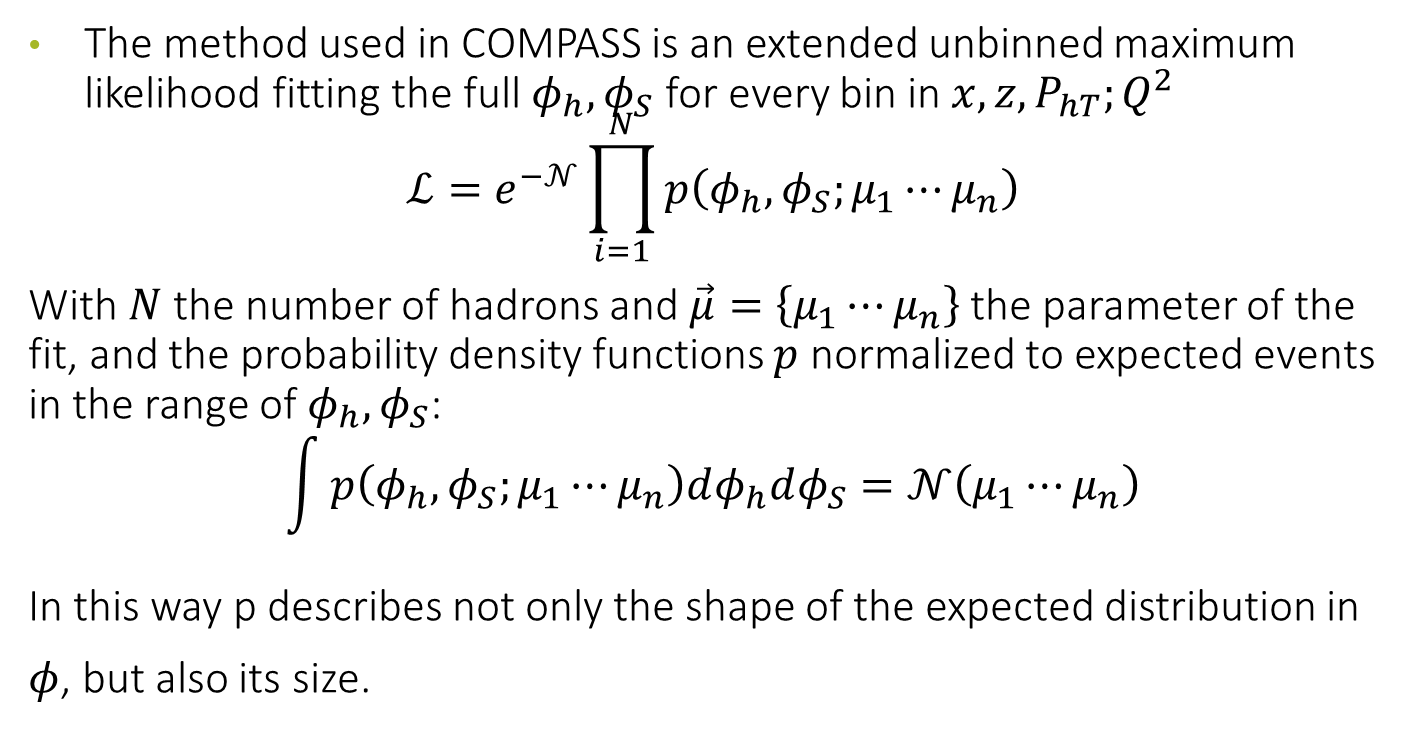 • The method used in COMPASS is an extended unbinned maximum
likelihood fitting the full ϕ_h, ϕ_S for every bin in x, z, P_{hT}; Q^2
ℒ = e^{-𝒩} ∏_{i=1}^{N} p(ϕ_h, ϕ_S; μ_1 ⋯ μ_n)
With N the number of hadrons and \vec{μ} = {μ_1 ⋯ μ_n} the parameter of the
fit, and the probability density functions p normalized to expected events
in the range of ϕ_h, ϕ_S:
∫ p(ϕ_h, ϕ_S; μ_1 ⋯ μ_n)dϕ_h dϕ_S = 𝒩(μ_1 ⋯ μ_n)
In this way p describes not only the shape of the expected distribution in
ϕ, but also its size.